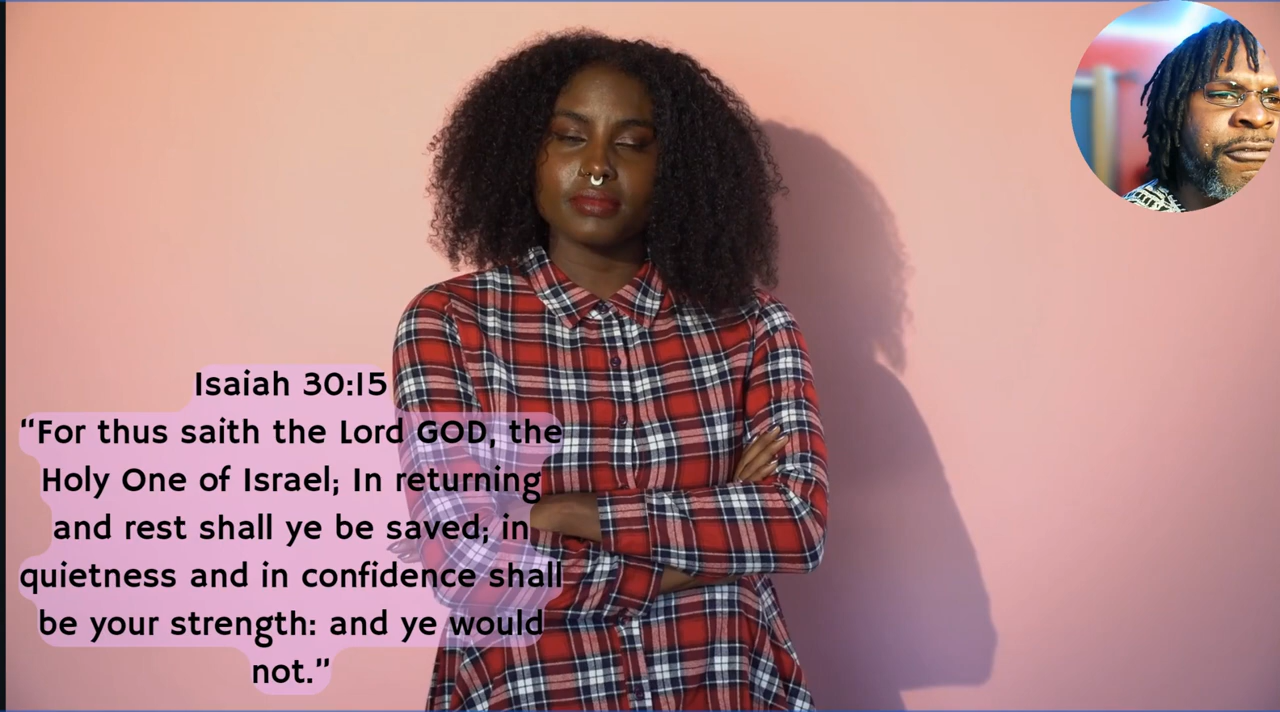 Isaiah 30:15
“For thus saith the Lord GOD, the
Holy One of Israel; In returning
and rest shall ye be saved; in
quietness and in confidence shall
be your strength: and ye would
not.”